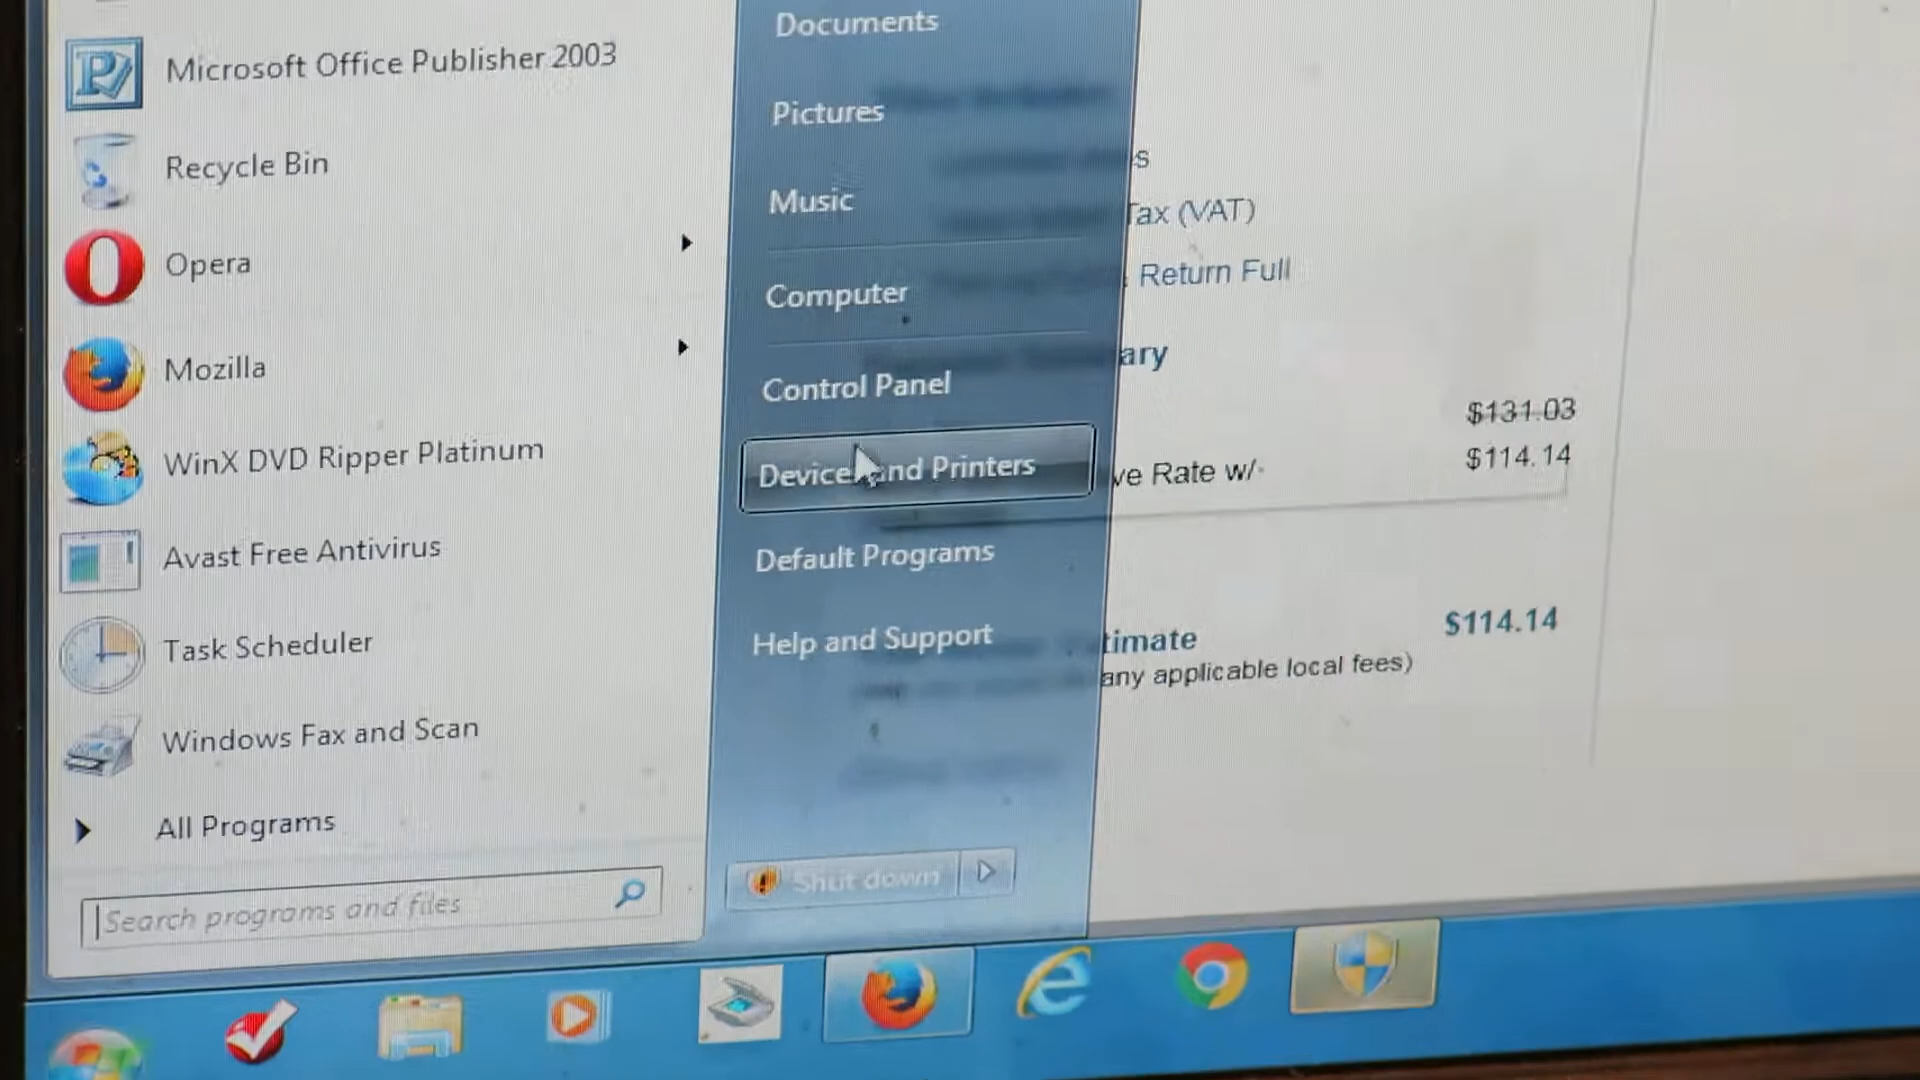 Microsoft Office Publisher 2003
Recycle Bin
Opera
Mozilla
WinX DVD Ripper Platinum
Avast Free Antivirus
Task Scheduler
Windows Fax and Scan
All Programs
Search programs and files
Documents
Pictures
Music
Computer
Control Panel
Devices and Printers
Default Programs
Help and Support
Shut down
s
Tax (VAT)
Return Full
ary
$131.03
ve Rate w/- $114.14
timate $114.14
any applicable local fees)